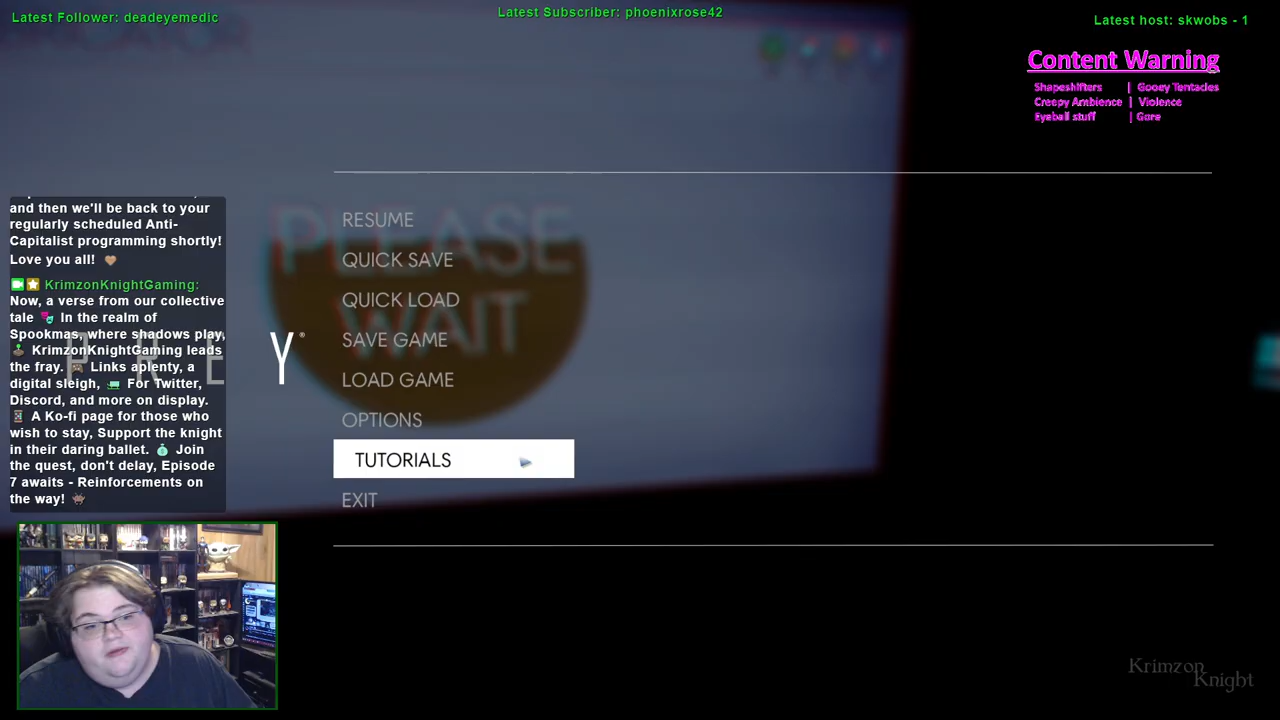 Latest Follower: deadeyemedic
Latest Subscriber: phoenixrose42
Latest host: skwobs - 1
Content Warning
Shapeshifters | Gooey Tentacles
Creepy Ambience | Violence
Eyeball stuff | Gore
and then we'll be back to your
regularly scheduled Anti-
Capitalist programming shortly!
Love you all!
KrimzonKnightGaming:
Now, a verse from our collective
tale 🎭 In the realm of
Spookmas, where shadows play,
🕹 KrimzonKnightGaming leads
the fray. 🎮 Links aplenty, a
digital sleigh, For Twitter,
Discord, and more on display.
A Ko-fi page for those who
wish to stay, Support the knight
in their daring ballet. 💰 Join
the quest, don't delay, Episode
7 awaits - Reinforcements on
the way! 👾
PREY®
PLEASE
WAIT
RESUME
QUICK SAVE
QUICK LOAD
SAVE GAME
LOAD GAME
OPTIONS
TUTORIALS
EXIT
Krimzon
Knight